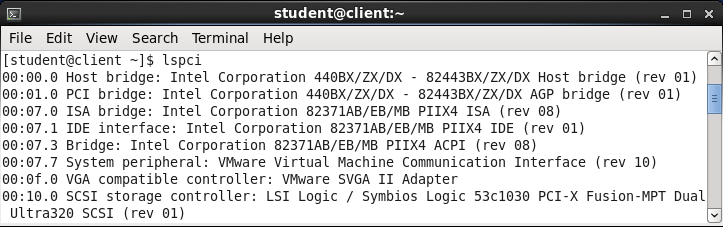 student@client:~
File Edit View Search Terminal Help
[student@client ~]$ lspci
00:00.0 Host bridge: Intel Corporation 440BX/ZX/DX - 82443BX/ZX/DX Host bridge (rev 01)
00:01.0 PCI bridge: Intel Corporation 440BX/ZX/DX - 82443BX/ZX/DX AGP bridge (rev 01)
00:07.0 ISA bridge: Intel Corporation 82371AB/EB/MB PIIX4 ISA (rev 08)
00:07.1 IDE interface: Intel Corporation 82371AB/EB/MB PIIX4 IDE (rev 01)
00:07.3 Bridge: Intel Corporation 82371AB/EB/MB PIIX4 ACPI (rev 08)
00:07.7 System peripheral: VMware Virtual Machine Communication Interface (rev 10)
00:0f.0 VGA compatible controller: VMware SVGA II Adapter
00:10.0 SCSI storage controller: LSI Logic / Symbios Logic 53c1030 PCI-X Fusion-MPT Dual
Ultra320 SCSI (rev 01)